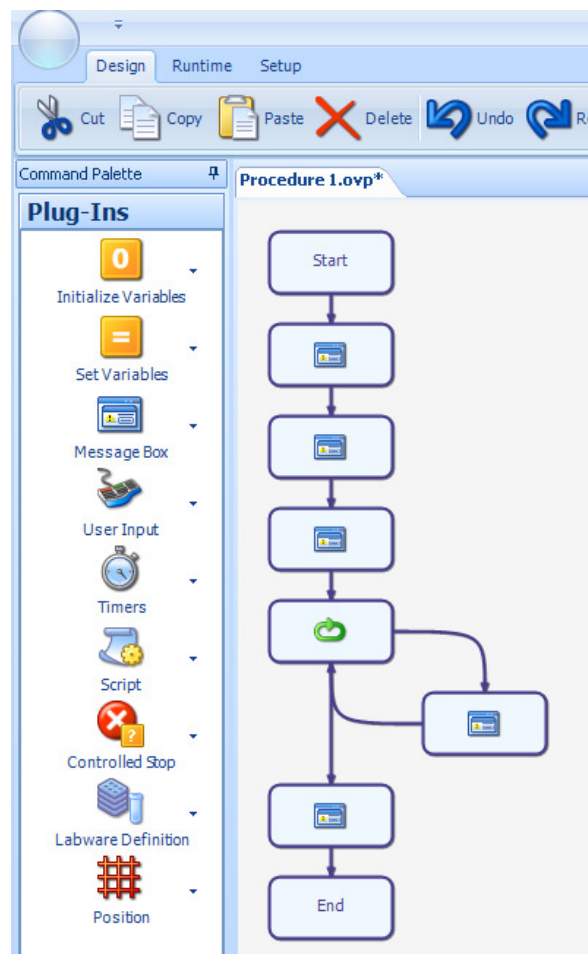 Design Runtime Setup
Cut Copy Paste Delete Undo
Command Palette
Procedure 1.ovp*
Plug-Ins
Start
0
Initialize Variables
=
Set Variables
Message Box
User Input
Timers
Script
?
Controlled Stop
Labware Definition
Position
End